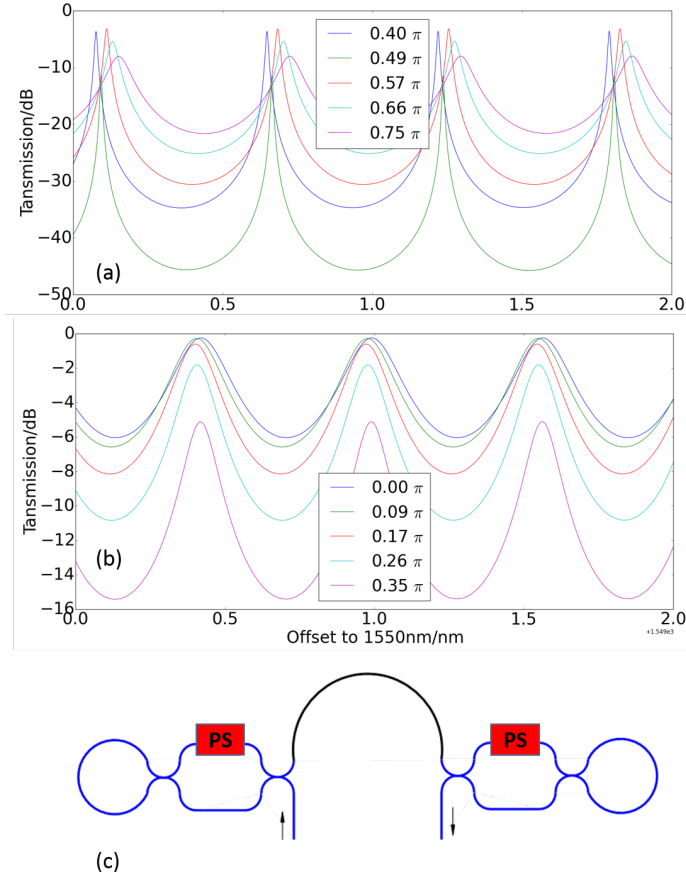 0
−10
−20
−30
−40
−50
Tansmission/dB
0.40 π
0.49 π
0.57 π
0.66 π
0.75 π
(a)
0.0 0.5 1.0 1.5 2.0
0
−2
−4
−6
−8
−10
−12
−14
−16
Tansmission/dB
0.00 π
0.09 π
0.17 π
0.26 π
0.35 π
(b)
0.0 0.5 1.0 1.5 2.0
Offset to 1550nm/nm
+1.549e3
PS PS
(c)